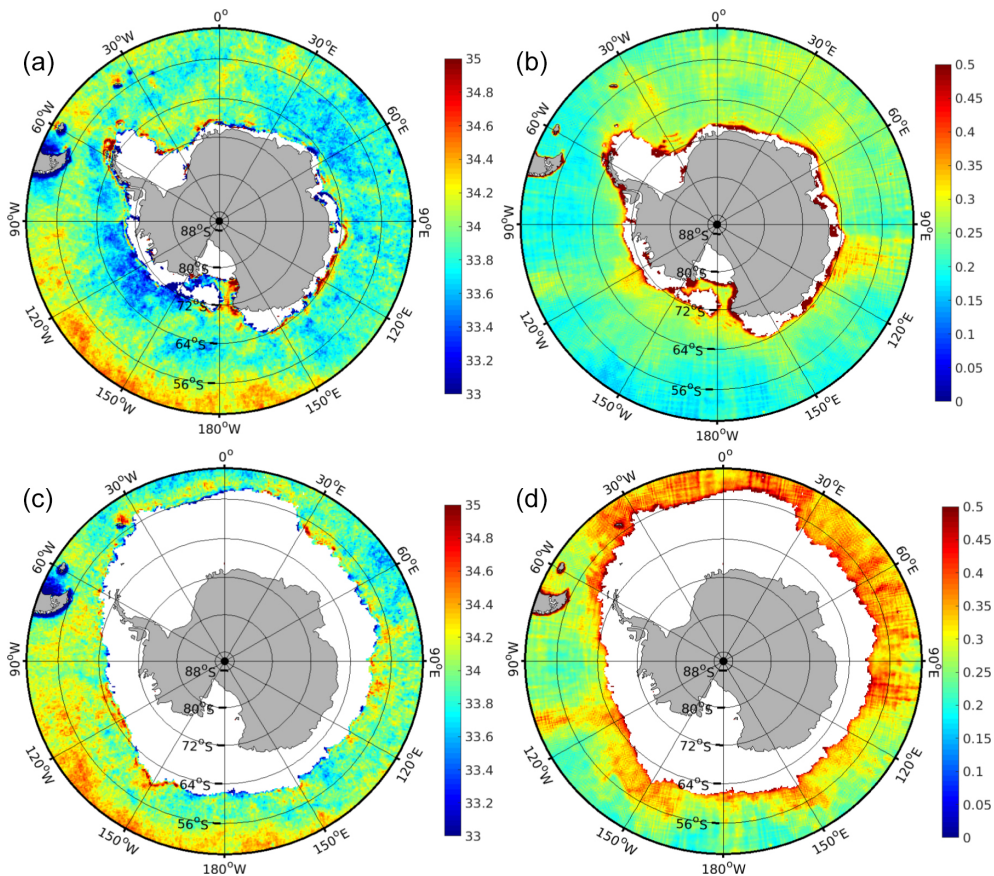 (a)
0°
30°E
60°E
90°E
120°E
150°E
180°W
150°W
120°W
90°W
60°W
30°W
88°S
80°S
72°S
64°S
56°S
35
34.8
34.6
34.4
34.2
34
33.8
33.6
33.4
33.2
33
(b)
0°
30°E
60°E
90°E
120°E
150°E
180°W
150°W
120°W
90°W
60°W
30°W
88°S
80°S
72°S
64°S
56°S
0.5
0.45
0.4
0.35
0.3
0.25
0.2
0.15
0.1
0.05
0
(c)
0°
30°E
60°E
90°E
120°E
150°E
180°W
150°W
120°W
90°W
60°W
30°W
88°S
80°S
72°S
64°S
56°S
35
34.8
34.6
34.4
34.2
34
33.8
33.6
33.4
33.2
33
(d)
0°
30°E
60°E
90°E
120°E
150°E
180°W
150°W
120°W
90°W
60°W
30°W
88°S
80°S
72°S
64°S
56°S
0.5
0.45
0.4
0.35
0.3
0.25
0.2
0.15
0.1
0.05
0